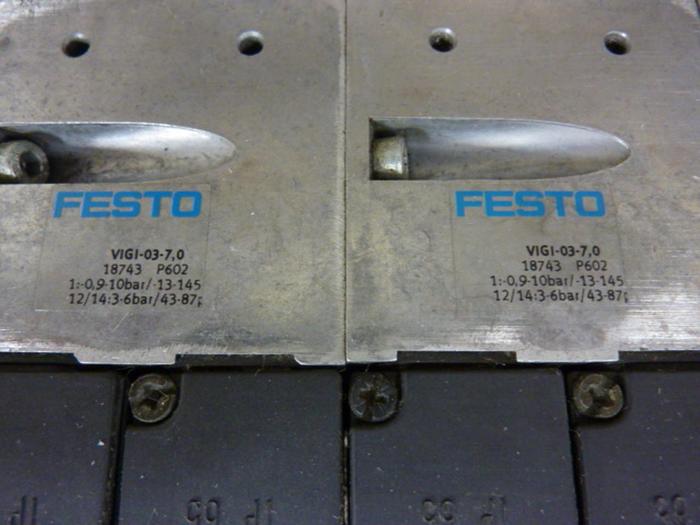 FESTO
VIGI-03-7,0
18743 P602
1:-0,9-10bar/-13-145
12/14:3-6bar/43-87
FESTO
VIGI-03-7,0
18743 P602
1:-0,9-10bar/-13-145
12/14:3-6bar/43-87